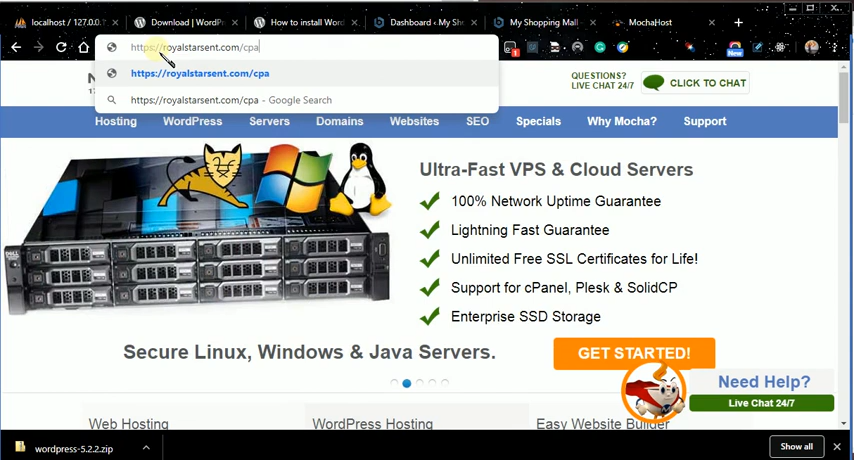 localhost / 127.0.0.
Download | WordPr
How to install Wor
Dashboard ‹ My Sh
My Shopping Mall
MochaHost
https://royalstarsent.com/cpa
https://royalstarsent.com/cpa
https://royalstarsent.com/cpa - Google Search
New
N
QUESTIONS?
LIVE CHAT 24/7
CLICK TO CHAT
Hosting WordPress Servers Domains Websites SEO Specials Why Mocha? Support
Ultra-Fast VPS & Cloud Servers
100% Network Uptime Guarantee
Lightning Fast Guarantee
Unlimited Free SSL Certificates for Life!
Support for cPanel, Plesk & SolidCP
Enterprise SSD Storage
Secure Linux, Windows & Java Servers.
GET STARTED!
Need Help?
Live Chat 24/7
Web Hosting WordPress Hosting Easy Website Builder
wordpress-5.2.2.zip
Show all